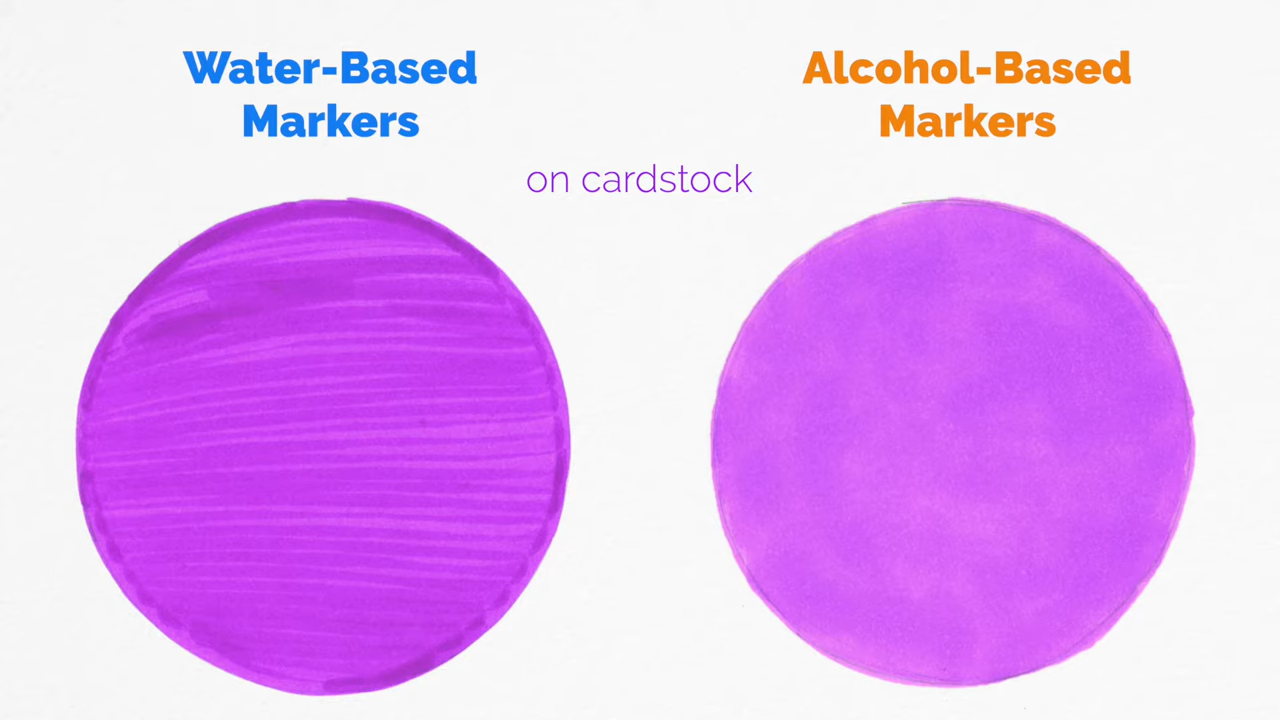 Water-Based
Markers
Alcohol-Based
Markers
on cardstock